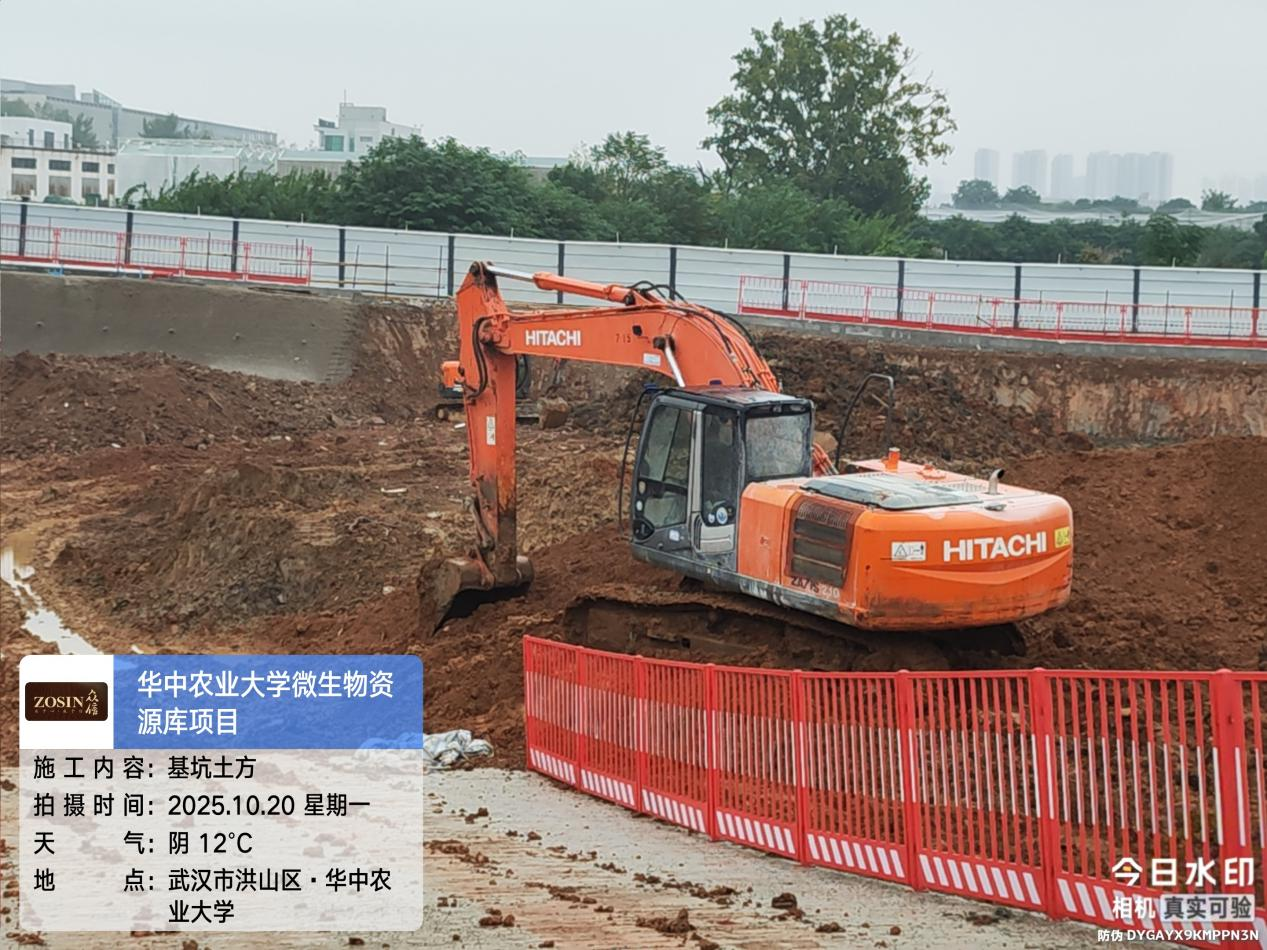 HITACHI
715
HITACHI
ZAXIS 210
ZOSIN 众信
华中农业大学微生物资
源库项目
施工内容：基坑土方
拍摄时间：2025.10.20 星期一
天气：阴 12°C
地点：武汉市洪山区·华中农
业大学
今日水印
相机 真实可验
防伪 DYGAYX9KMPPN3N